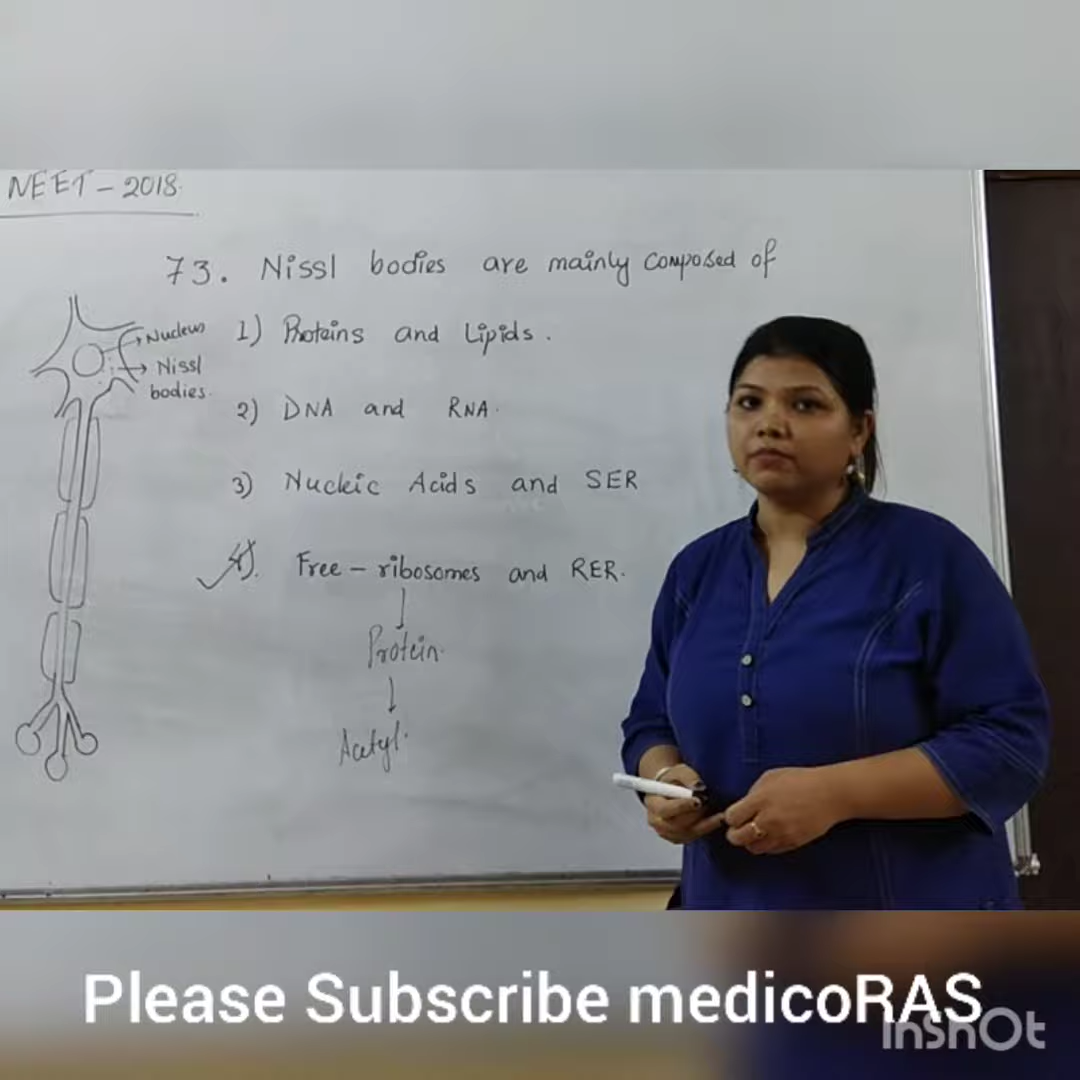 NEET - 2018.
73. Nissl bodies are mainly composed of
Nucleus
Nissl
bodies.
1) Proteins and Lipids.
2) DNA and RNA.
3) Nucleic Acids and SER
4). Free - ribosomes and RER.
Protein.
Acetyl.
Please Subscribe medicoRAS
InShOt